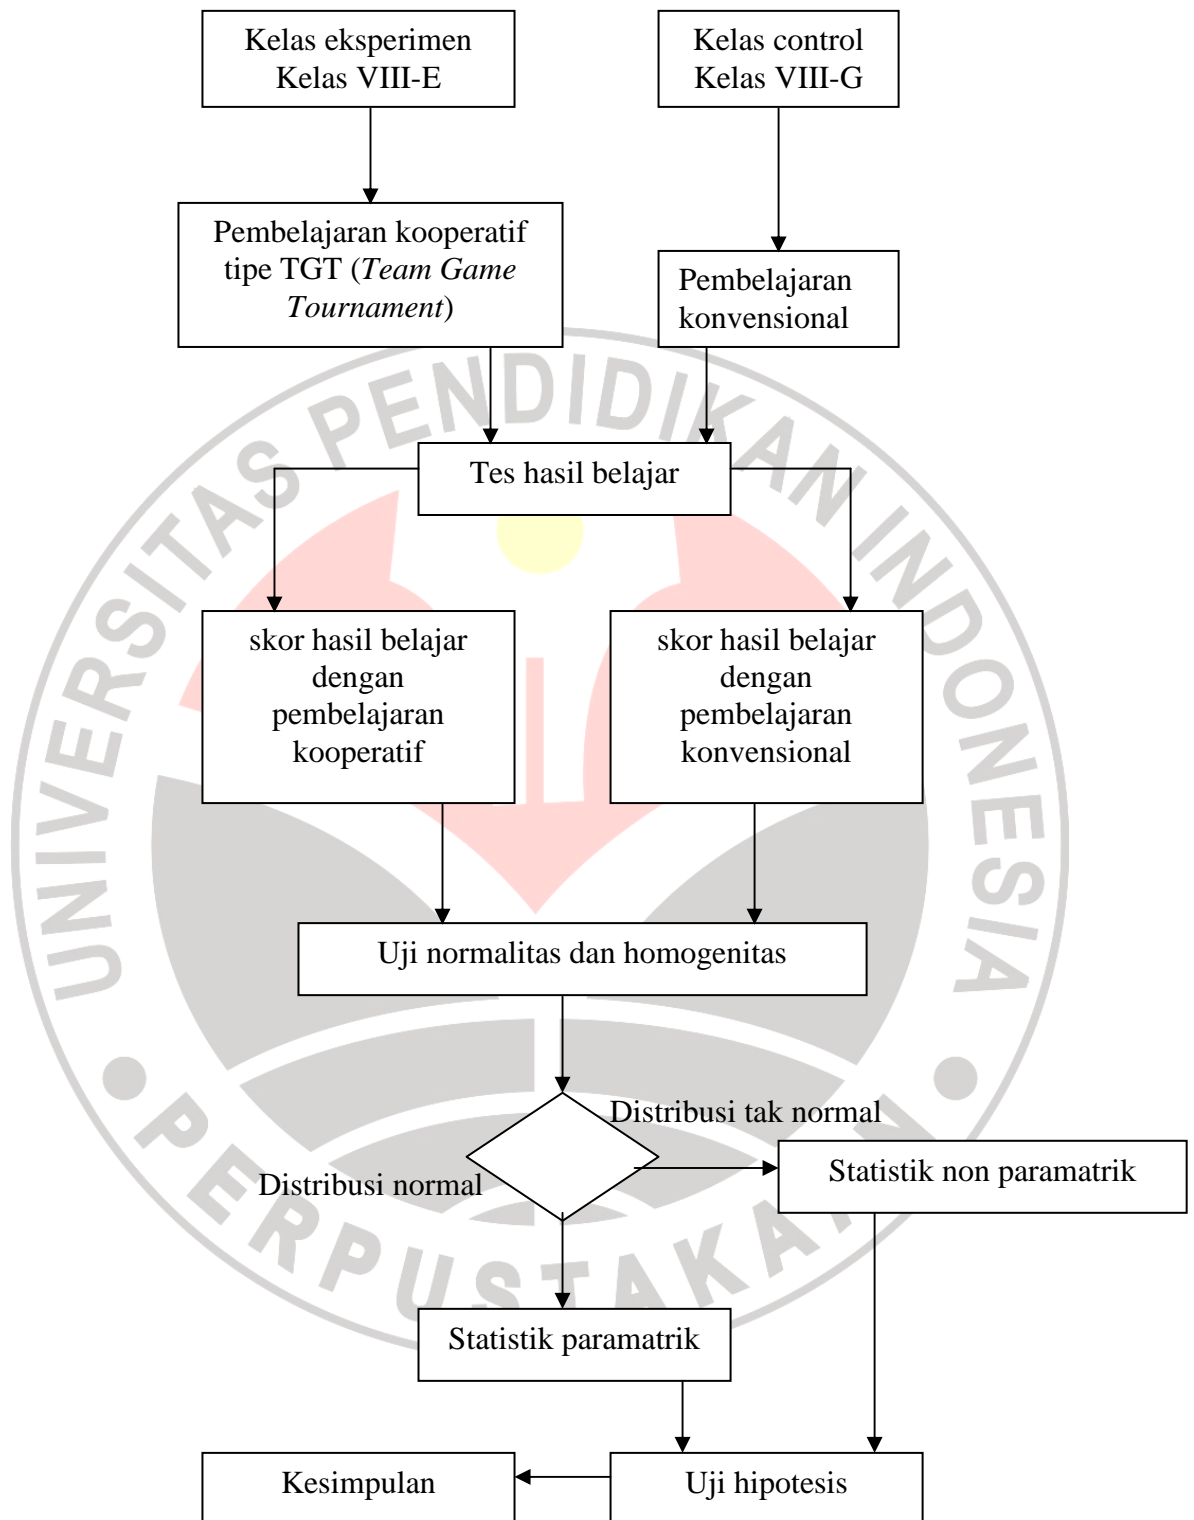 Kelas eksperimen
Kelas VIII-E
Kelas control
Kelas VIII-G
Pembelajaran kooperatif
tipe TGT (Team Game
Tournament)
Pembelajaran
konvensional
Tes hasil belajar
skor hasil belajar
dengan
pembelajaran
kooperatif
skor hasil belajar
dengan
pembelajaran
konvensional
Uji normalitas dan homogenitas
Distribusi tak normal
Distribusi normal
Statistik non paramatrik
Statistik paramatrik
Kesimpulan
Uji hipotesis
UNIVERSITAS PENDIDIKAN INDONESIA
PERPUSTAKAAN